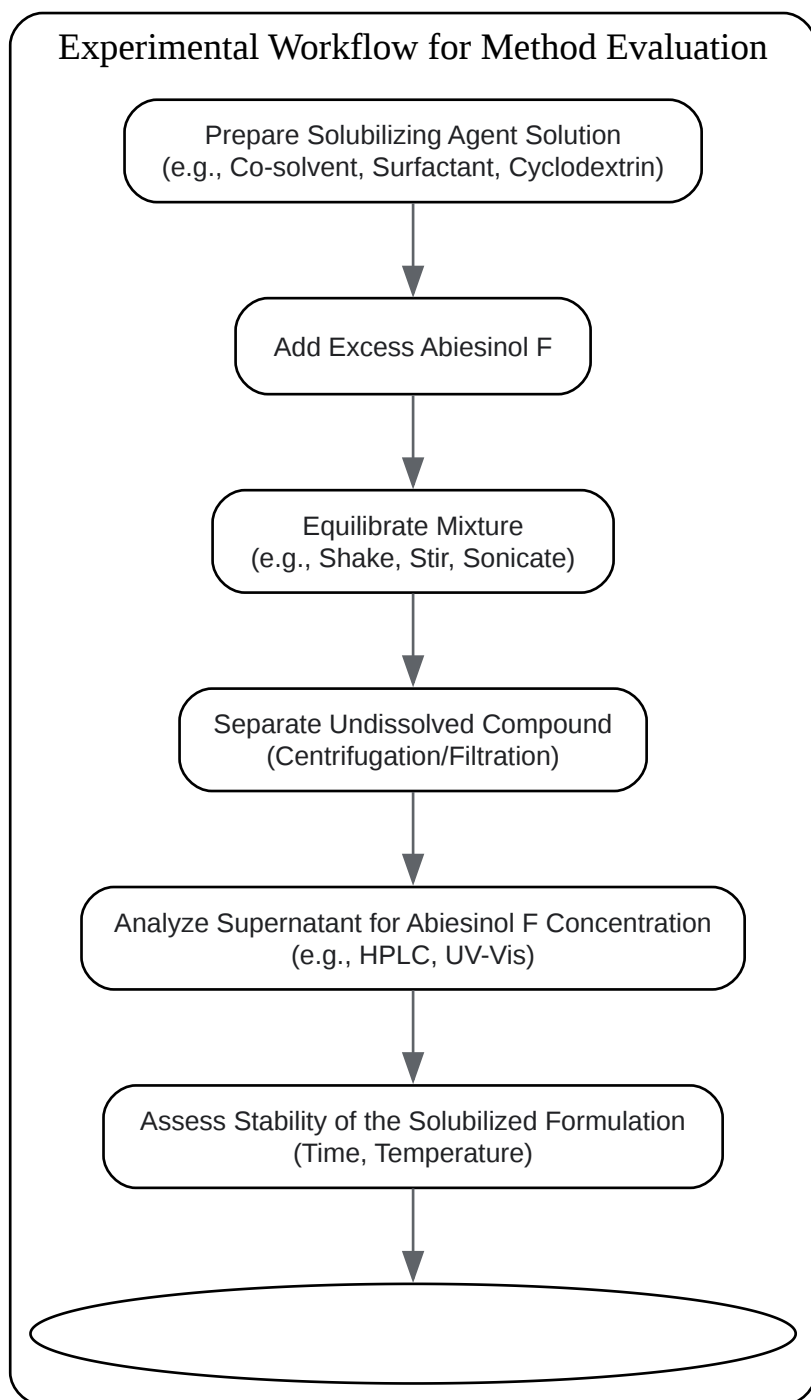 Experimental Workflow for Method Evaluation
Prepare Solubilizing Agent Solution
(e.g., Co-solvent, Surfactant, Cyclodextrin)
Add Excess Abiesinol F
Equilibrate Mixture
(e.g., Shake, Stir, Sonicate)
Separate Undissolved Compound
(Centrifugation/Filtration)
Analyze Supernatant for Abiesinol F Concentration
(e.g., HPLC, UV-Vis)
Assess Stability of the Solubilized Formulation
(Time, Temperature)